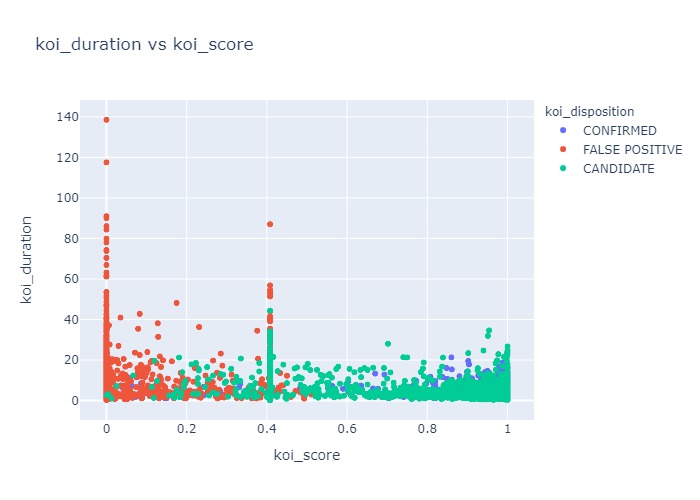 koi_duration vs koi_score
koi_disposition
CONFIRMED
FALSE POSITIVE
CANDIDATE
koi_duration
140
120
100
80
60
40
20
0
0
0.2
0.4
0.6
0.8
1
koi_score